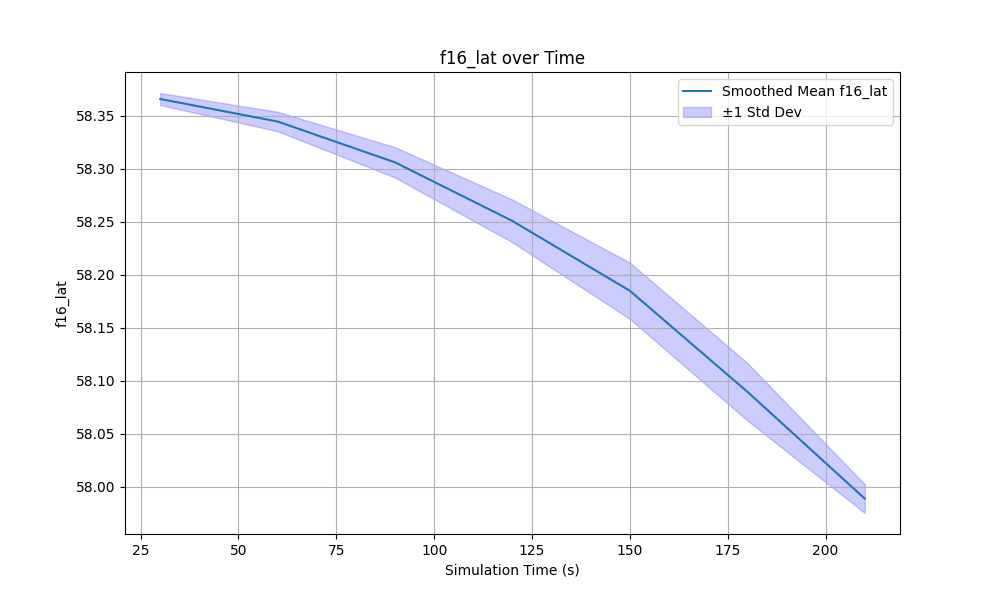 f16_lat over Time
Smoothed Mean f16_lat
±1 Std Dev
f16_lat
58.35
58.30
58.25
58.20
58.15
58.10
58.05
58.00
25 50 75 100 125 150 175 200
Simulation Time (s)